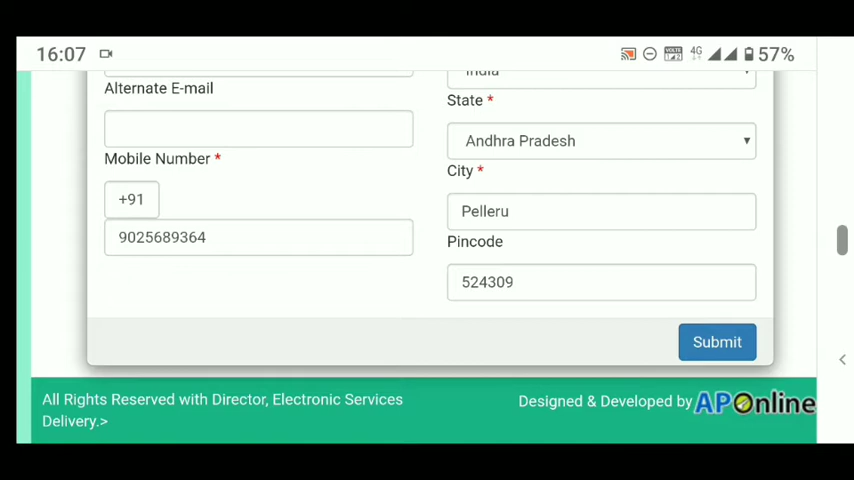 16:07
4G
57%
India
Alternate E-mail
State *
Andhra Pradesh
Mobile Number *
City *
+91
Pelleru
9025689364
Pincode
524309
Submit
All Rights Reserved with Director, Electronic Services
Delivery.>
Designed & Developed by APOnline